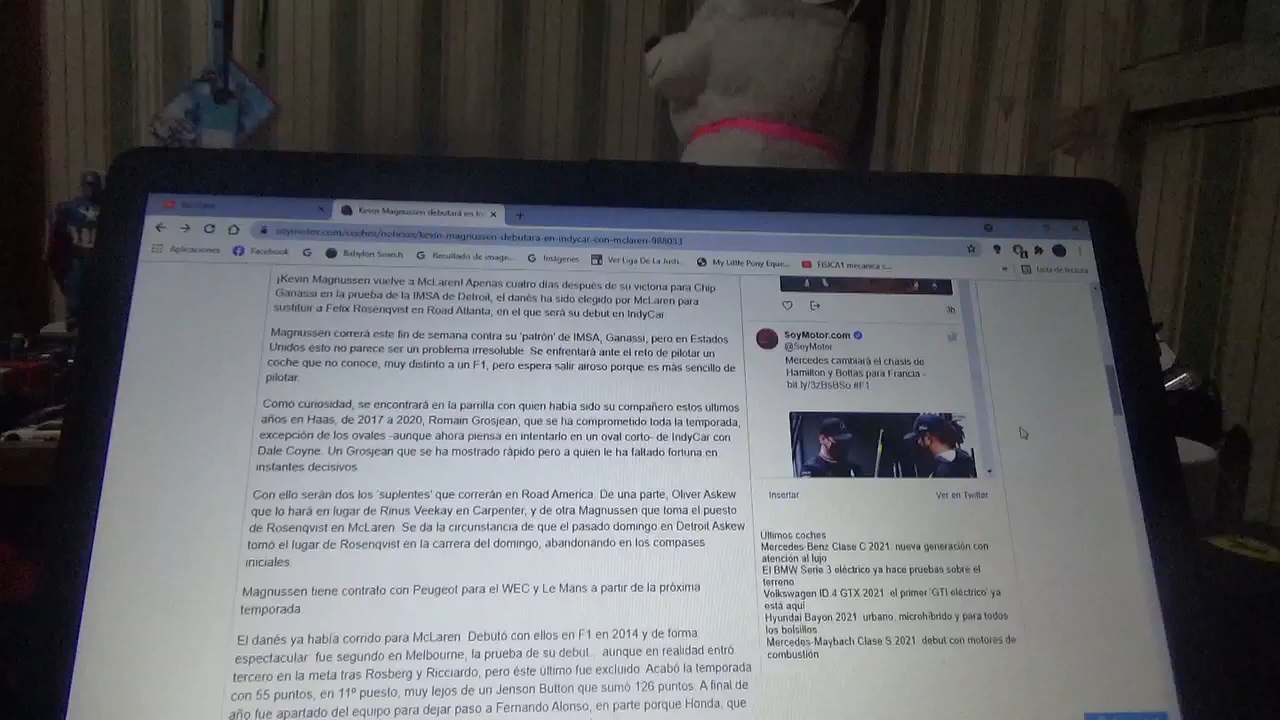 YouTube
Kevin Magnussen debutará en In
soymotor.com/coches/noticias/kevin-magnussen-debutara-en-indycar-con-mclaren-988033
Aplicaciones
Facebook
Babylon Search
Resultado de image...
Imágenes
Ver Liga De La Justi...
My Little Pony Eque...
FISICA1 mecanica c...
Lista de lectura
¡Kevin Magnussen vuelve a McLaren! Apenas cuatro días después de su victoria para Chip
Ganassi en la prueba de la IMSA de Detroit, el danés ha sido elegido por McLaren para
sustituir a Felix Rosenqvist en Road Atlanta, en el que será su debut en IndyCar.
Magnussen correrá este fin de semana contra su 'patrón' de IMSA, Ganassi, pero en Estados
Unidos esto no parece ser un problema irresoluble. Se enfrentará ante el reto de pilotar un
coche que no conoce, muy distinto a un F1, pero espera salir airoso porque es más sencillo de
pilotar.
Como curiosidad, se encontrará en la parrilla con quien había sido su compañero estos últimos
años en Haas, de 2017 a 2020, Romain Grosjean, que se ha comprometido toda la temporada,
excepción de los ovales -aunque ahora piensa en intentarlo en un oval corto- de IndyCar con
Dale Coyne. Un Grosjean que se ha mostrado rápido pero a quien le ha faltado fortuna en
instantes decisivos.
Con ello serán dos los 'suplentes' que correrán en Road America. De una parte, Oliver Askew
que lo hará en lugar de Rinus Veekay en Carpenter, y de otra Magnussen que toma el puesto
de Rosenqvist en McLaren. Se da la circunstancia de que el pasado domingo en Detroit Askew
tomó el lugar de Rosenqvist en la carrera del domingo, abandonando en los compases
iniciales.
Magnussen tiene contrato con Peugeot para el WEC y Le Mans a partir de la próxima
temporada.
El danés ya había corrido para McLaren. Debutó con ellos en F1 en 2014 y de forma
espectacular: fue segundo en Melbourne, la prueba de su debut... aunque en realidad entró
tercero en la meta tras Rosberg y Ricciardo, pero éste último fue excluido. Acabó la temporada
con 55 puntos, en 11º puesto, muy lejos de un Jenson Button que sumó 126 puntos. A final de
año fue apartado del equipo para dejar paso a Fernando Alonso, en parte porque Honda, que
3h
SoyMotor.com
@SoyMotor
Mercedes cambiará el chasis de
Hamilton y Bottas para Francia -
bit.ly/3zBsBSo #F1
Insertar
Ver en Twitter
Últimos coches
Mercedes-Benz Clase C 2021: nueva generación con
atención al lujo
El BMW Serie 3 eléctrico ya hace pruebas sobre el
terreno
Volkswagen ID.4 GTX 2021: el primer 'GTI eléctrico' ya
está aquí
Hyundai Bayon 2021: urbano, microhíbrido y para todos
los bolsillos
Mercedes-Maybach Clase S 2021: debut con motores de
combustión